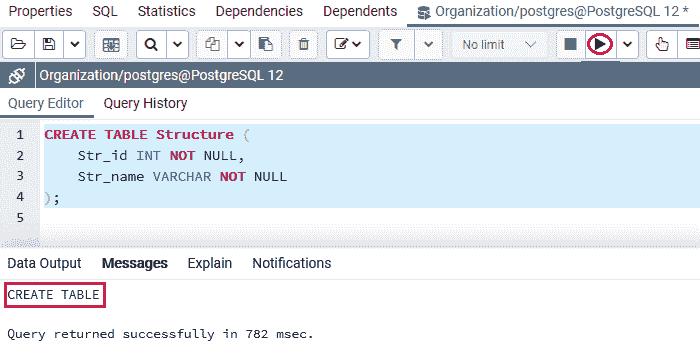 Properties SQL Statistics Dependencies Dependents Organization/postgres@PostgreSQL 12 *
No limit
Organization/postgres@PostgreSQL 12
Query Editor Query History
1 CREATE TABLE Structure (
2 Str_id INT NOT NULL,
3 Str_name VARCHAR NOT NULL
4 );
5
Data Output Messages Explain Notifications
CREATE TABLE
Query returned successfully in 782 msec.